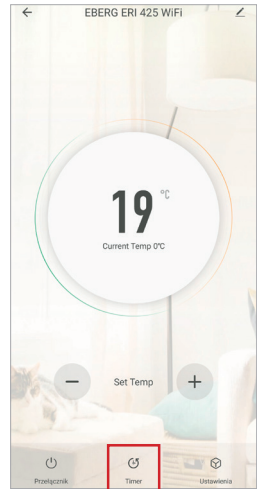 EBERG ERI 425 WiFi
19 °C
Current Temp 0°C
Set Temp
Przełącznik Timer Ustawienia